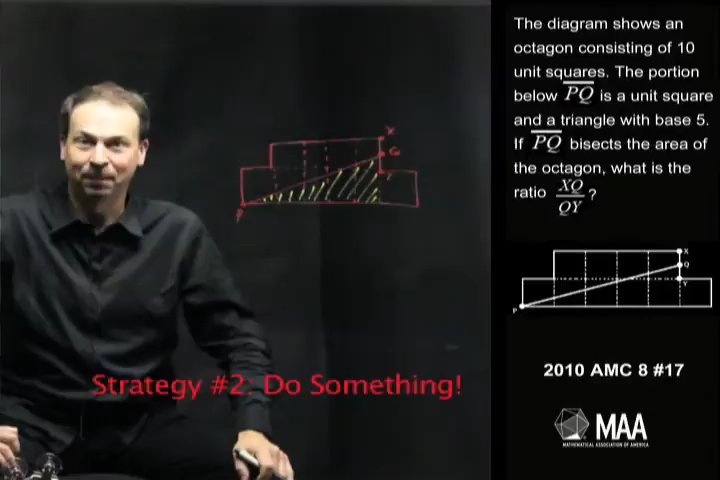 The diagram shows an
octagon consisting of 10
unit squares. The portion
below PQ is a unit square
and a triangle with base 5.
If PQ bisects the area of
the octagon, what is the
ratio XQ/QY?
X
Q
P
X
Q
Y
P
Strategy #2: Do Something!
2010 AMC 8 #17
MAA
MATHEMATICAL ASSOCIATION OF AMERICA